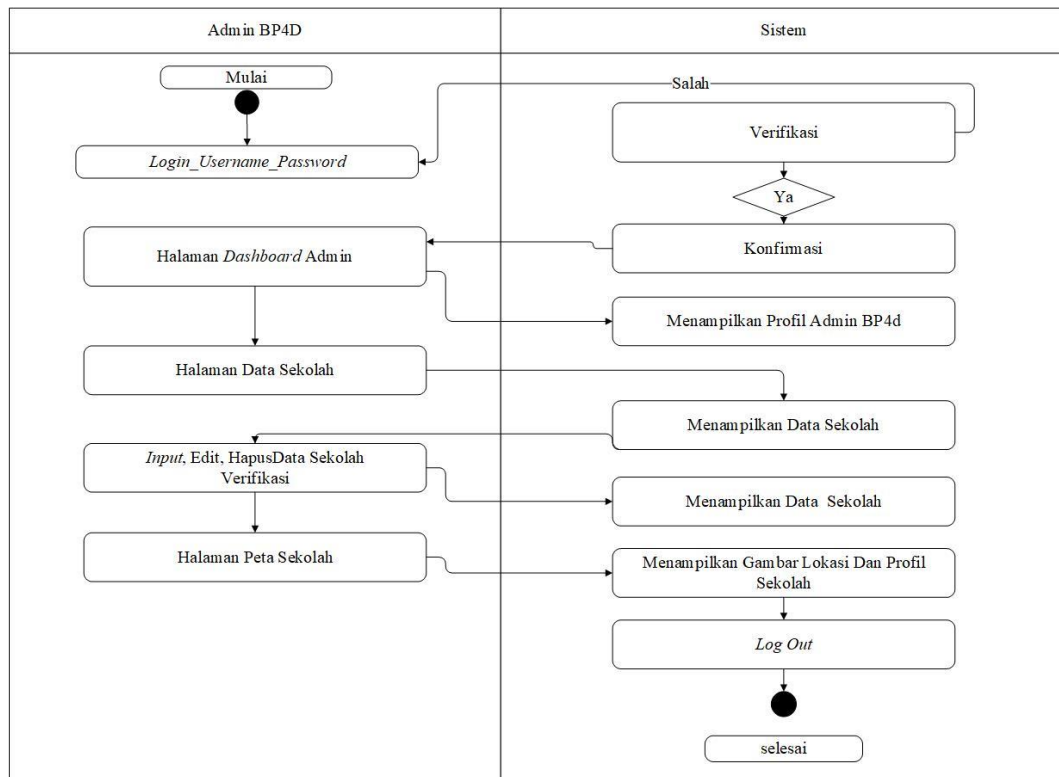 Admin BP4D
Sistem
Mulai
Salah
Verifikasi
Login_Username_Password
Ya
Halaman Dashboard Admin
Konfirmasi
Menampilkan Profil Admin BP4d
Halaman Data Sekolah
Menampilkan Data Sekolah
Input, Edit, HapusData Sekolah
Verifikasi
Menampilkan Data Sekolah
Halaman Peta Sekolah
Menampilkan Gambar Lokasi Dan Profil
Sekolah
Log Out
selesai